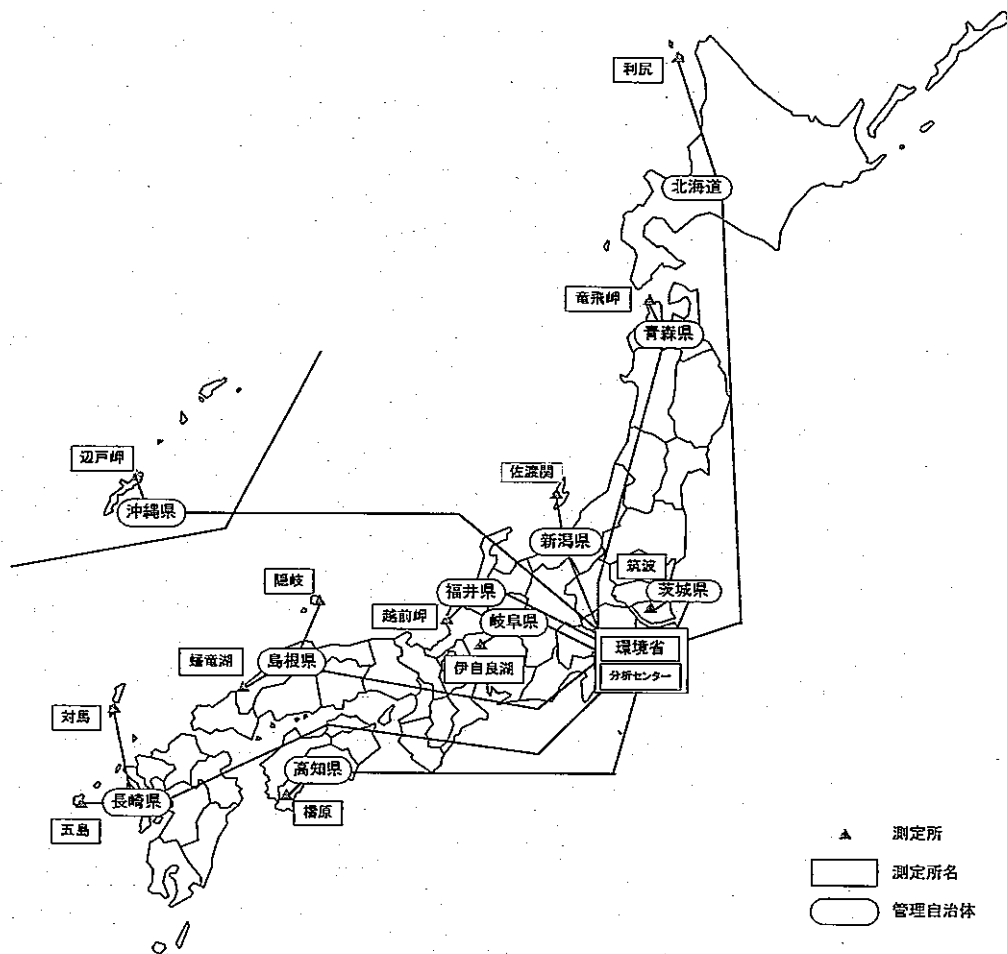 利尻
北海道
竜飛岬
青森県
辺戸岬
沖縄県
佐渡関
新潟県
筑波
茨城県
隠岐
福井県
越前岬
岐阜県
環境省
分析センター
伊自良湖
蟠竜湖
島根県
対馬
高知県
長崎県
五島
梼原
測定所
測定所名
管理自治体